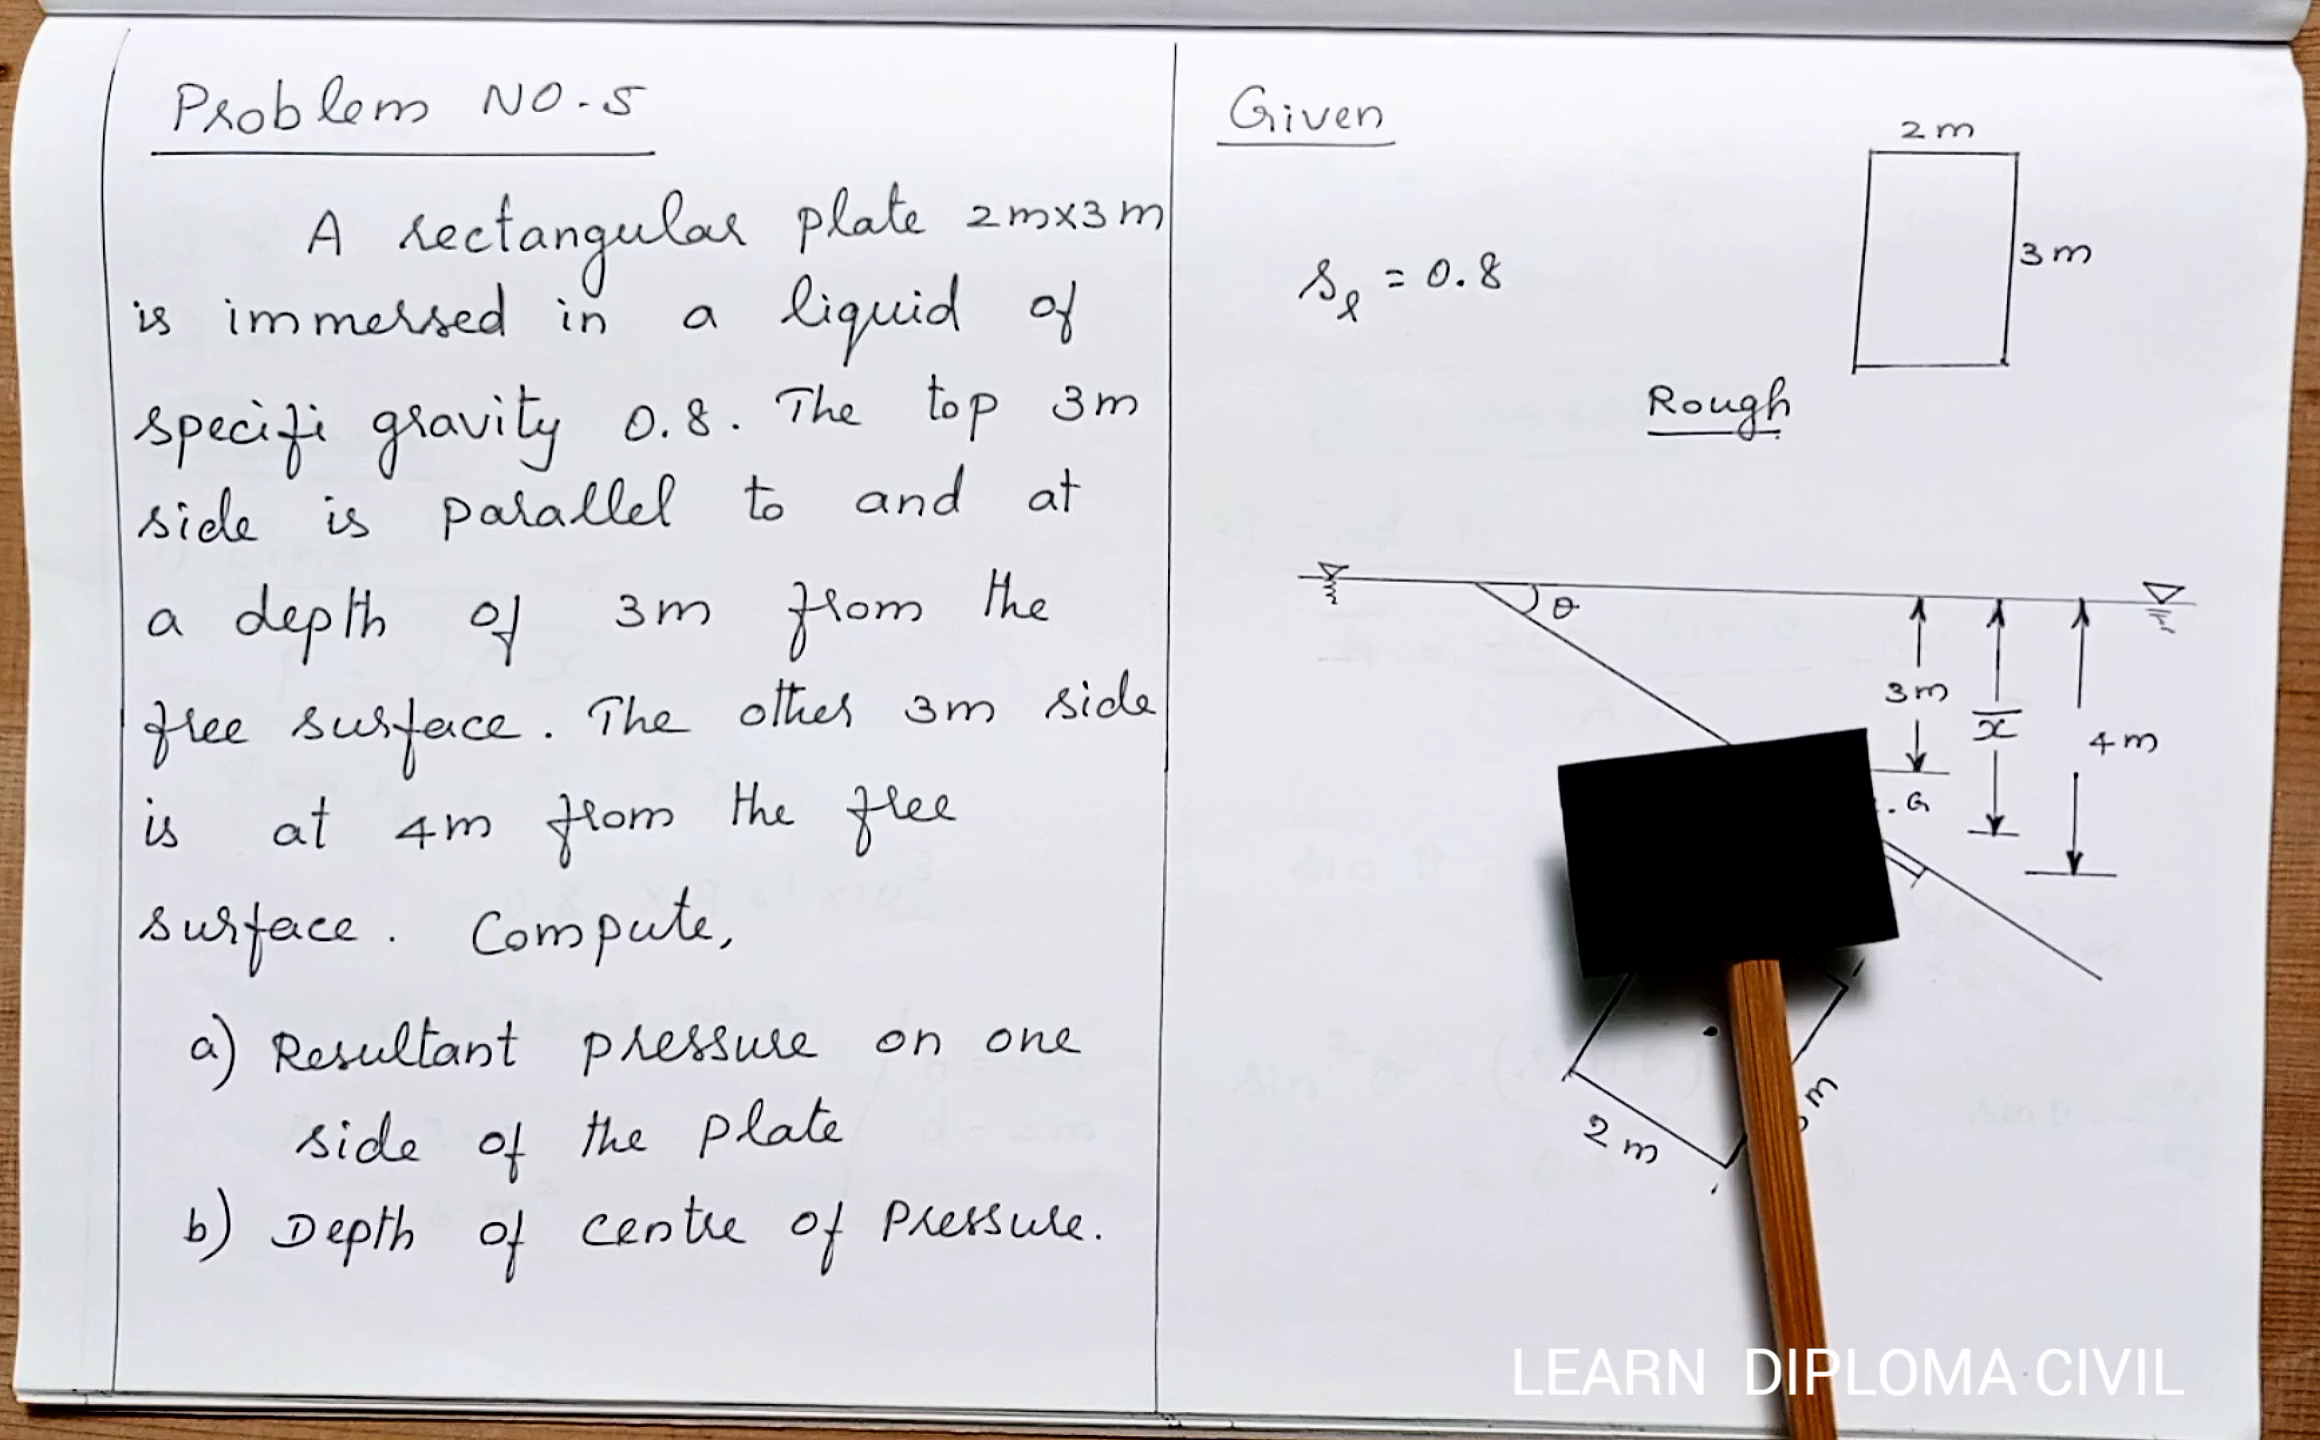 Problem NO-5
A rectangular plate 2m×3m
is immersed in a liquid of
specifi gravity 0.8. The top 3m
side is parallel to and at
a depth of 3m from the
free surface. The other 3m side
is at 4m from the free
surface. Compute,
a) Resultant pressure on one
side of the plate
b) Depth of centre of pressure.
Given
2m
3m
Sℓ = 0.8
Rough
θ
3m
x̄
4m
. G
2m
m
LEARN DIPLOMA CIVIL